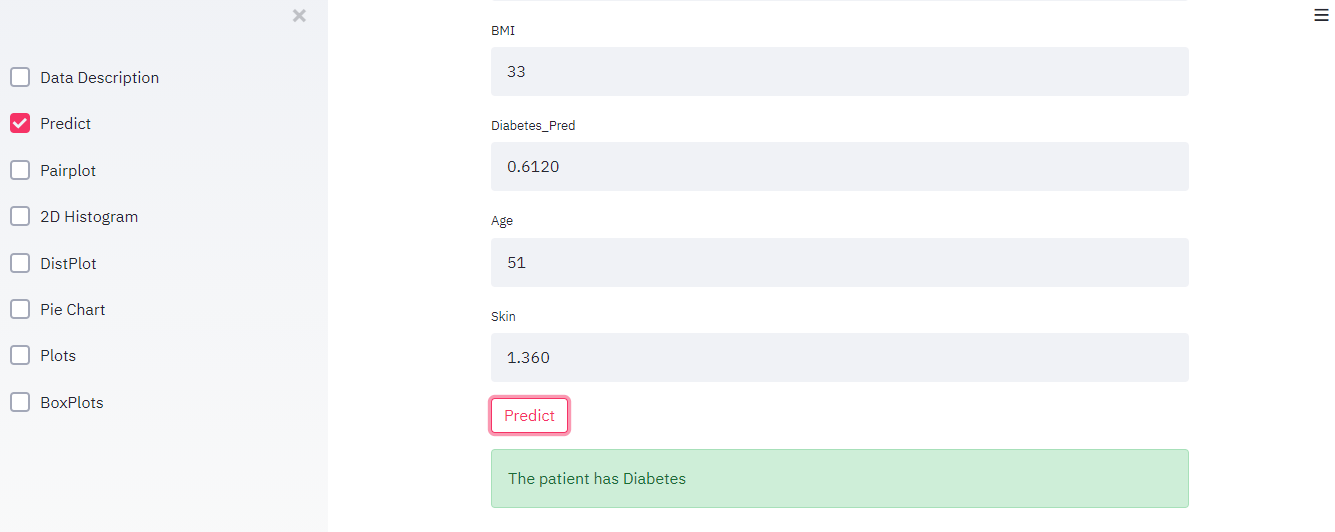 Data Description
Predict
Pairplot
2D Histogram
DistPlot
Pie Chart
Plots
BoxPlots
BMI
33
Diabetes_Pred
0.6120
Age
51
Skin
1.360
Predict
The patient has Diabetes